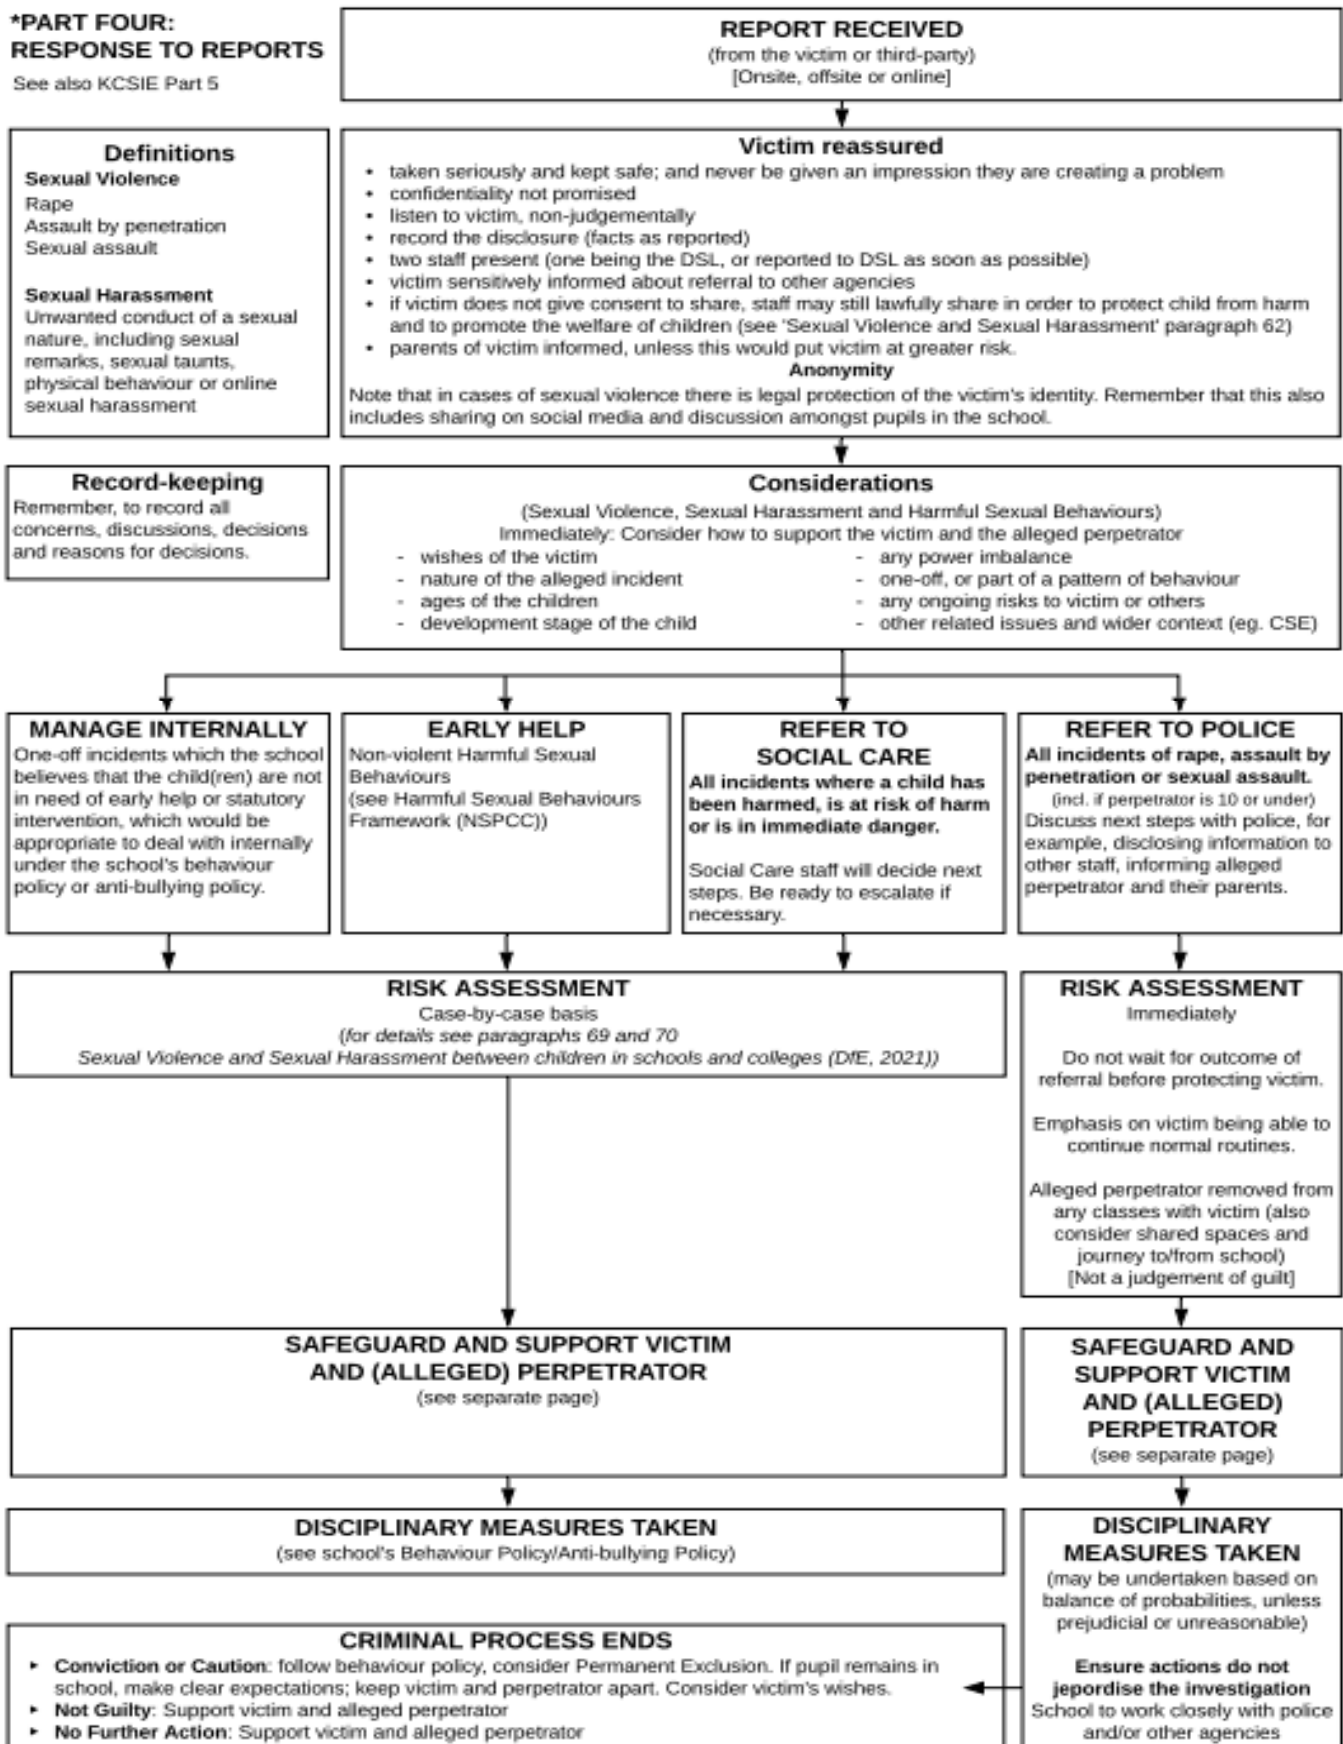 *PART FOUR:
RESPONSE TO REPORTS
See also KCSIE Part 5
REPORT RECEIVED
(from the victim or third-party)
[Onsite, offsite or online]
Definitions
Sexual Violence
Rape
Assault by penetration
Sexual assault
Sexual Harassment
Unwanted conduct of a sexual
nature, including sexual
remarks, sexual taunts,
physical behaviour or online
sexual harassment
Victim reassured
• taken seriously and kept safe; and never be given an impression they are creating a problem
• confidentiality not promised
• listen to victim, non-judgementally
• record the disclosure (facts as reported)
• two staff present (one being the DSL, or reported to DSL as soon as possible)
• victim sensitively informed about referral to other agencies
• if victim does not give consent to share, staff may still lawfully share in order to protect child from harm
and to promote the welfare of children (see 'Sexual Violence and Sexual Harassment' paragraph 62)
• parents of victim informed, unless this would put victim at greater risk.
Anonymity
Note that in cases of sexual violence there is legal protection of the victim's identity. Remember that this also
includes sharing on social media and discussion amongst pupils in the school.
Record-keeping
Remember, to record all
concerns, discussions, decisions
and reasons for decisions.
Considerations
(Sexual Violence, Sexual Harassment and Harmful Sexual Behaviours)
Immediately: Consider how to support the victim and the alleged perpetrator
- wishes of the victim
- nature of the alleged incident
- ages of the children
- development stage of the child
- any power imbalance
- one-off, or part of a pattern of behaviour
- any ongoing risks to victim or others
- other related issues and wider context (eg. CSE)
MANAGE INTERNALLY
One-off incidents which the school
believes that the child(ren) are not
in need of early help or statutory
intervention, which would be
appropriate to deal with internally
under the school's behaviour
policy or anti-bullying policy.
EARLY HELP
Non-violent Harmful Sexual
Behaviours
(see Harmful Sexual Behaviours
Framework (NSPCC))
REFER TO
SOCIAL CARE
All incidents where a child has
been harmed, is at risk of harm
or is in immediate danger.
Social Care staff will decide next
steps. Be ready to escalate if
necessary.
REFER TO POLICE
All incidents of rape, assault by
penetration or sexual assault.
(incl. if perpetrator is 10 or under)
Discuss next steps with police, for
example, disclosing information to
other staff, informing alleged
perpetrator and their parents.
RISK ASSESSMENT
Case-by-case basis
(for details see paragraphs 69 and 70
Sexual Violence and Sexual Harassment between children in schools and colleges (DfE, 2021))
RISK ASSESSMENT
Immediately
Do not wait for outcome of
referral before protecting victim.
Emphasis on victim being able to
continue normal routines.
Alleged perpetrator removed from
any classes with victim (also
consider shared spaces and
journey to/from school)
[Not a judgement of guilt]
SAFEGUARD AND SUPPORT VICTIM
AND (ALLEGED) PERPETRATOR
(see separate page)
SAFEGUARD AND
SUPPORT VICTIM
AND (ALLEGED)
PERPETRATOR
(see separate page)
DISCIPLINARY MEASURES TAKEN
(see school's Behaviour Policy/Anti-bullying Policy)
DISCIPLINARY
MEASURES TAKEN
(may be undertaken based on
balance of probabilities, unless
prejudicial or unreasonable)
Ensure actions do not
jepordise the investigation
School to work closely with police
and/or other agencies
CRIMINAL PROCESS ENDS
▸ Conviction or Caution: follow behaviour policy, consider Permanent Exclusion. If pupil remains in
school, make clear expectations; keep victim and perpetrator apart. Consider victim's wishes.
▸ Not Guilty: Support victim and alleged perpetrator
▸ No Further Action: Support victim and alleged perpetrator